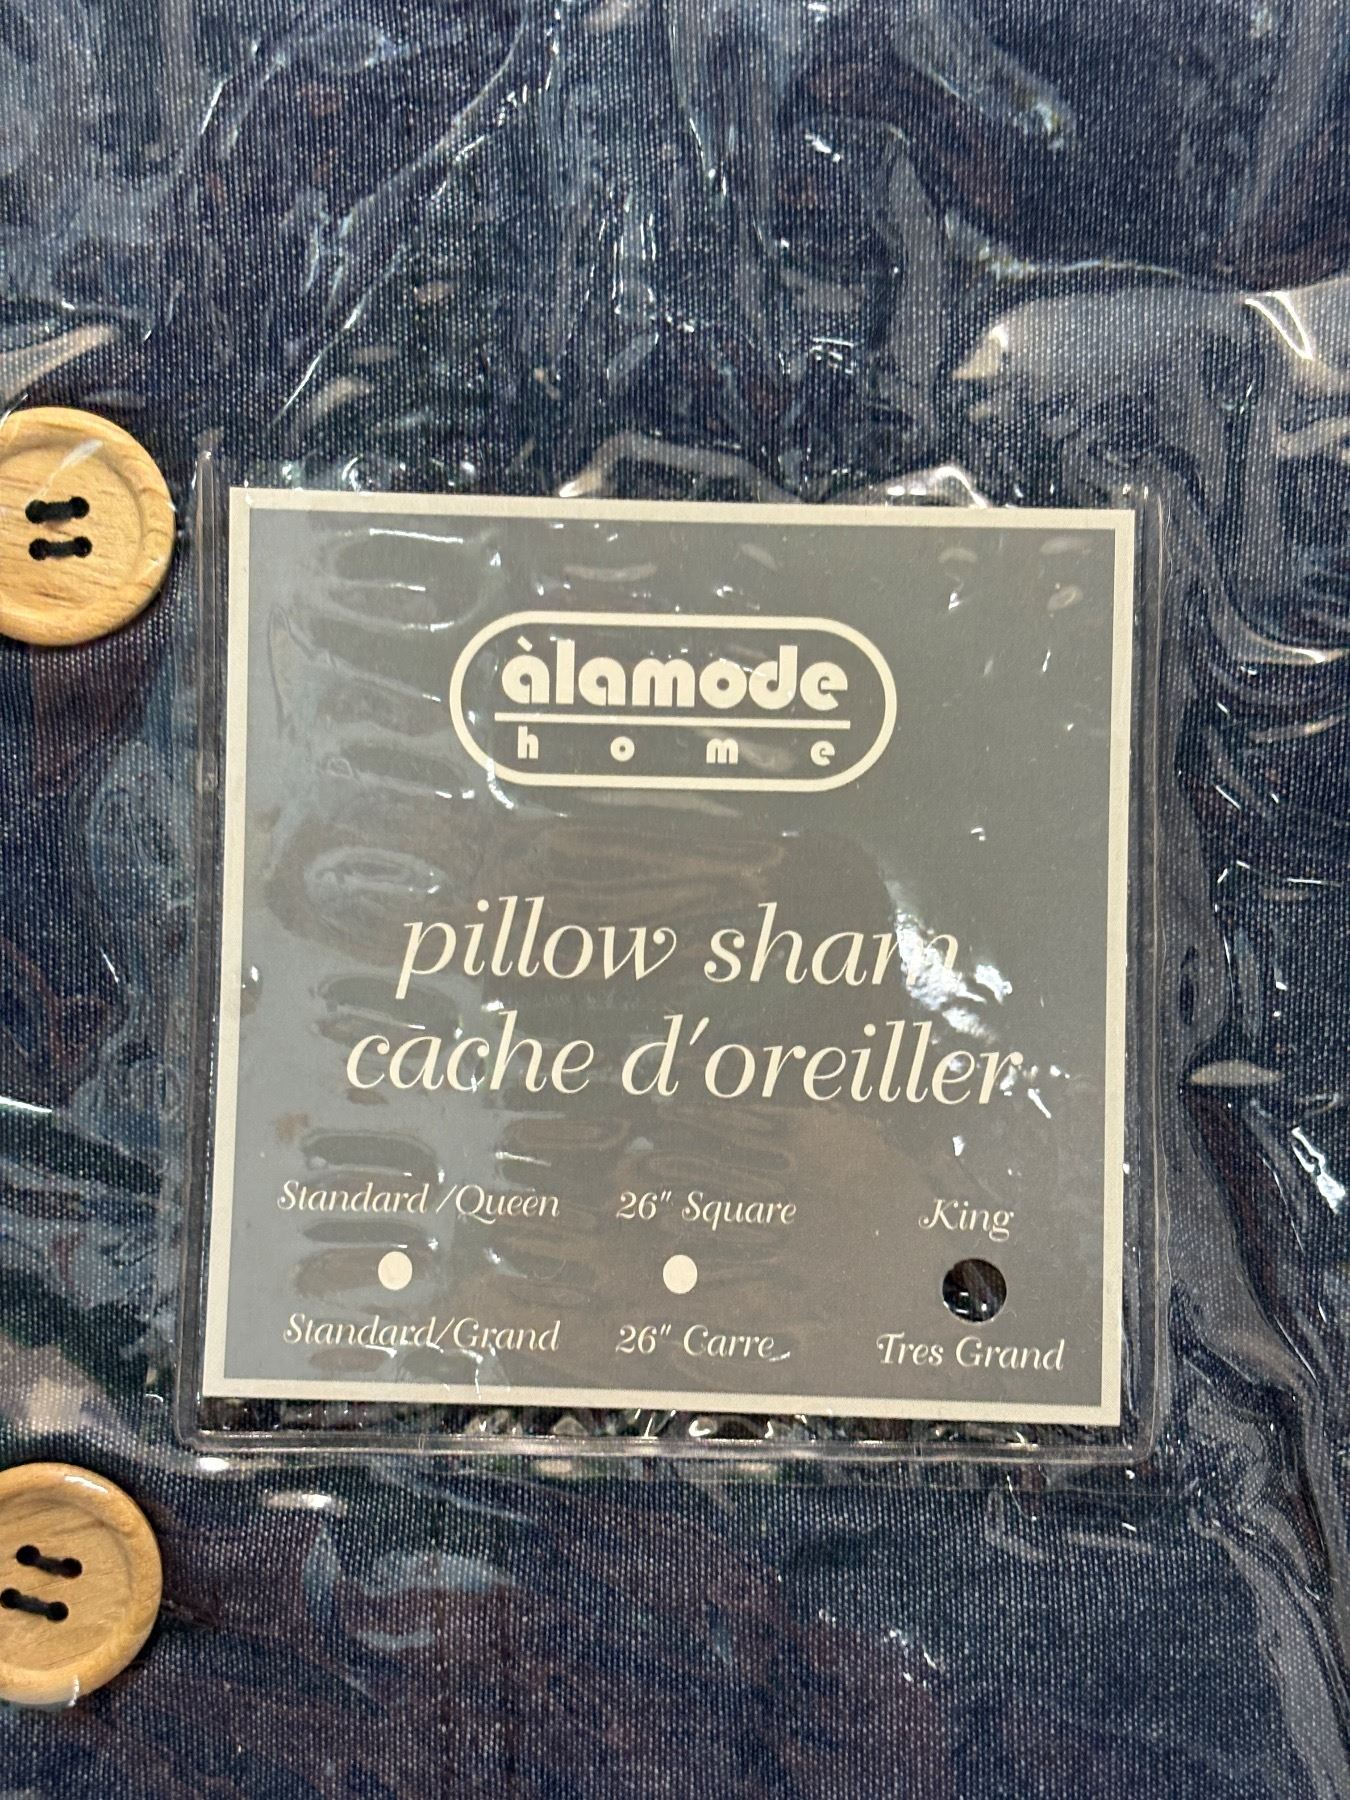 àlamode
home
pillow sham
cache d'oreiller
Standard/Queen 26" Square King
Standard/Grand 26" Carre Tres Grand